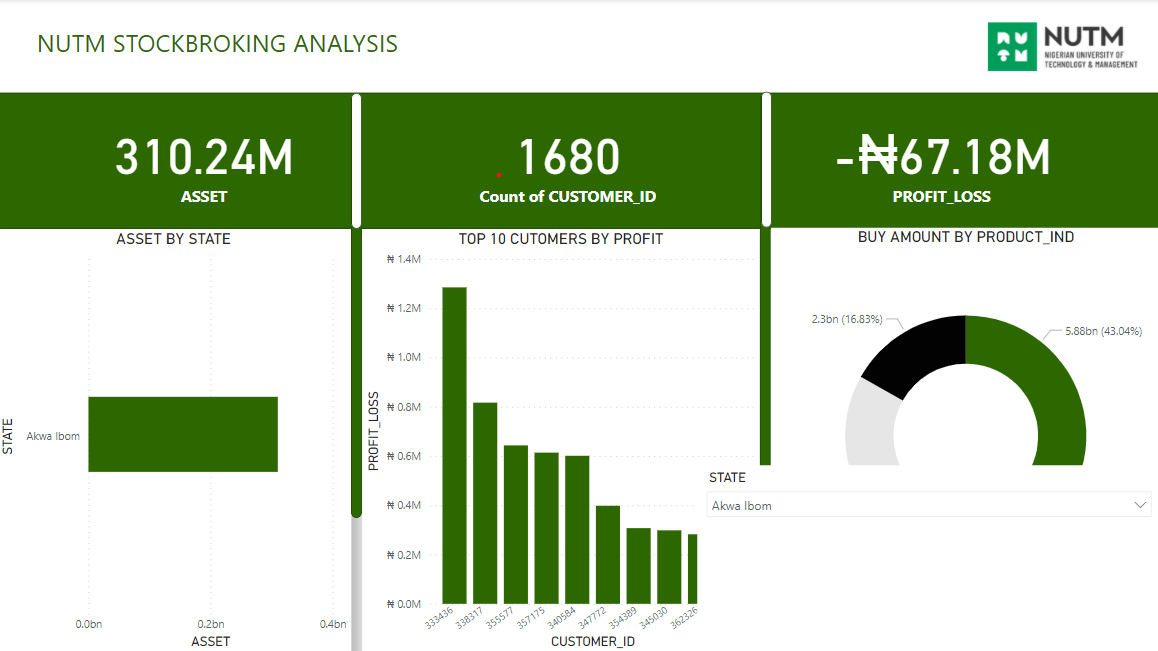 NUTM STOCKBROKING ANALYSIS
NUTM
NIGERIAN UNIVERSITY OF
TECHNOLOGY & MANAGEMENT
310.24M
ASSET
1680
Count of CUSTOMER_ID
-₦67.18M
PROFIT_LOSS
ASSET BY STATE
STATE
Akwa Ibom
0.0bn
0.2bn
0.4bn
ASSET
TOP 10 CUTOMERS BY PROFIT
PROFIT_LOSS
₦ 1.4M
₦ 1.2M
₦ 1.0M
₦ 0.8M
₦ 0.6M
₦ 0.4M
₦ 0.2M
₦ 0.0M
333436
338317
355577
357175
340584
347772
354389
345030
362326
CUSTOMER_ID
BUY AMOUNT BY PRODUCT_IND
2.3bn (16.83%)
5.88bn (43.04%)
STATE
Akwa Ibom